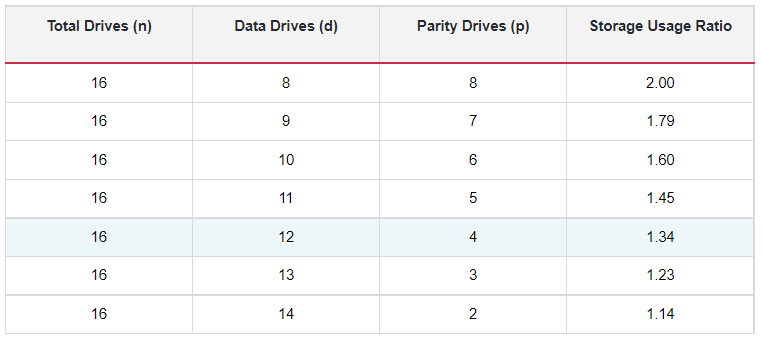 Total Drives (n) Data Drives (d) Parity Drives (p) Storage Usage Ratio
16 8 8 2.00
16 9 7 1.79
16 10 6 1.60
16 11 5 1.45
16 12 4 1.34
16 13 3 1.23
16 14 2 1.14